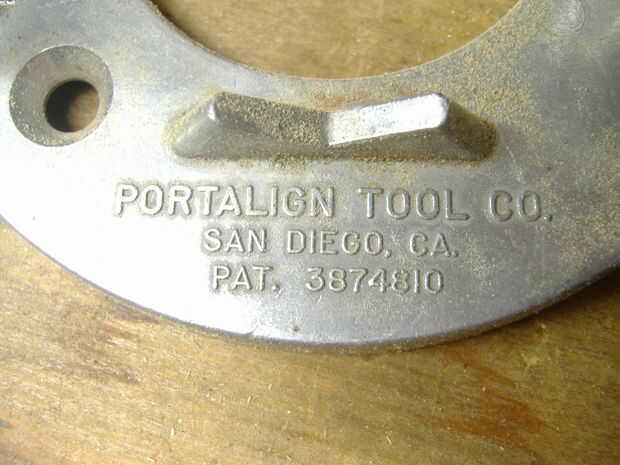 PORTALIGN TOOL CO.
SAN DIEGO, CA.
PAT. 3874810